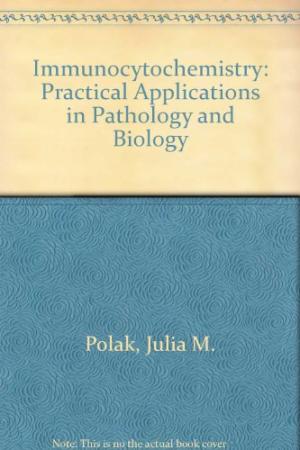 Immunocytochemistry:
Practical Applications
in Pathology and
Biology
Polak, Julia M.
Note: This is no the actual book cover